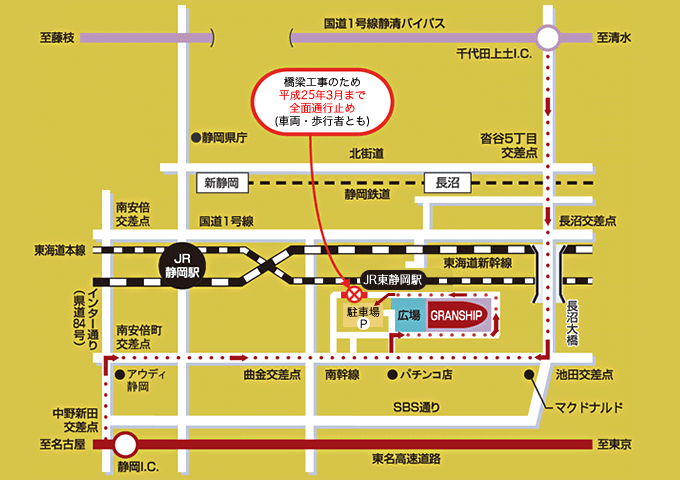 国道1号線静清バイパス
至藤枝
至清水
千代田上土I.C.
橋梁工事のため
平成25年3月まで
全面通行止め
(車両・歩行者とも)
静岡県庁
沓谷5丁目
交差点
北街道
新静岡
長沼
静岡鉄道
南安倍
交差点
国道1号線
長沼交差点
東海道本線
JR
静岡駅
東海道新幹線
JR東静岡駅
インター通り
（県道84号）
駐車場
P
広場
GRANSHIP
長沼大橋
南安倍町
交差点
アウディ
静岡
曲金交差点
南幹線
パチンコ店
池田交差点
中野新田
交差点
SBS通り
マクドナルド
至名古屋
至東京
静岡I.C.
東名高速道路